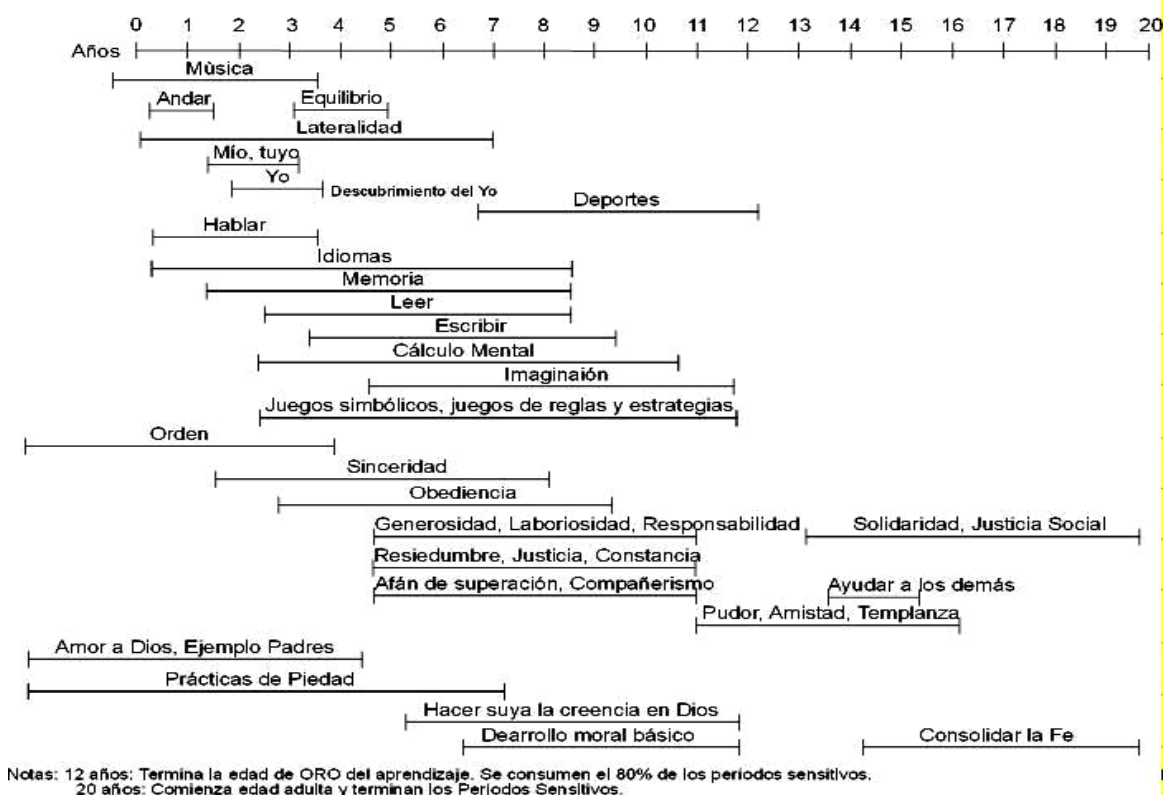 0 1 2 3 4 5 6 7 8 9 10 11 12 13 14 15 16 17 18 19 20
Años
Mùsica
Andar Equilibrio
Lateralidad
Mío, tuyo
Yo Descubrimiento del Yo
Deportes
Hablar
Idiomas
Memoria
Leer
Escribir
Cálculo Mental
Imaginaión
Juegos simbólicos, juegos de reglas y estrategias
Orden
Sinceridad
Obediencia
Generosidad, Laboriosidad, Responsabilidad Solidaridad, Justicia Social
Resiedumbre, Justicia, Constancia
Afán de superación, Compañerismo Ayudar a los demás
Pudor, Amistad, Templanza
Amor a Dios, Ejemplo Padres
Prácticas de Piedad
Hacer suya la creencia en Dios
Dearrollo moral básico Consolidar la Fe
Notas: 12 años: Termina la edad de ORO del aprendizaje. Se consumen el 80% de los periodos sensitivos.
20 años: Comienza edad adulta y terminan los Periodos Sensitivos.